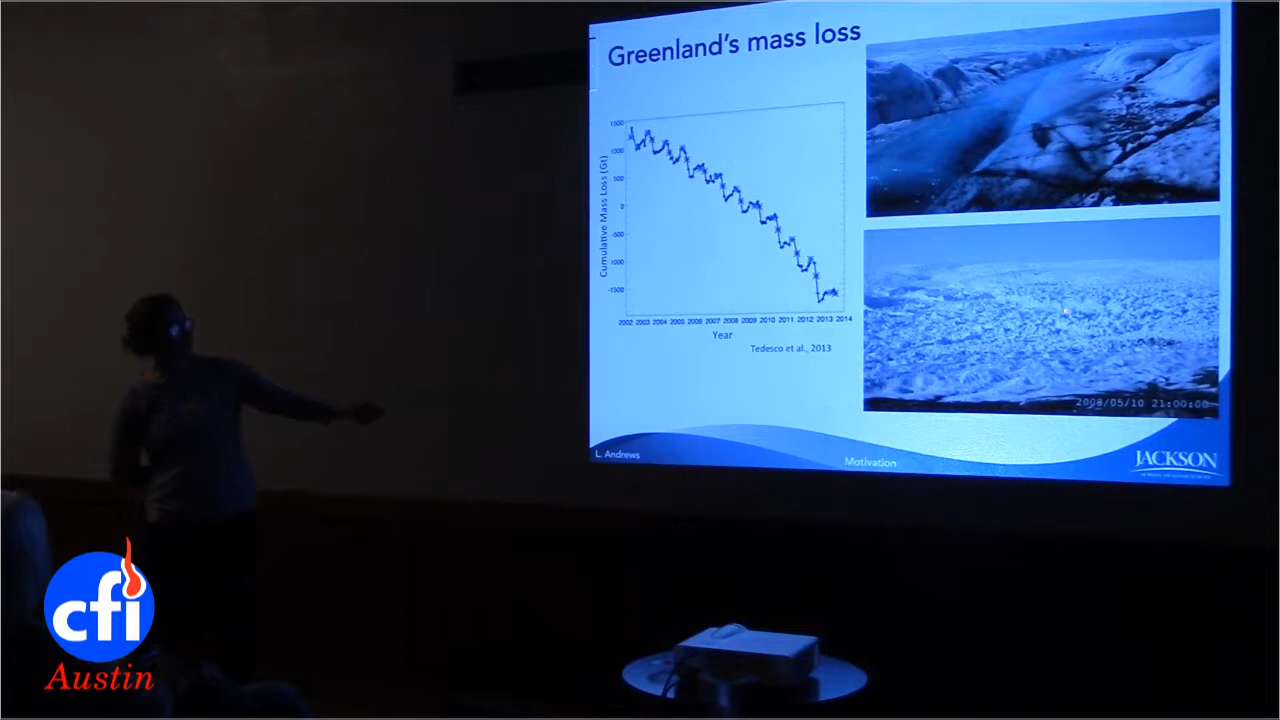 Greenland's mass loss
1500
1000
500
0
-500
1000
-1500
Cumulative Mass Loss (Gt)
2002 2003 2004 2005 2006 2007 2008 2009 2010 2011 2012 2013 2014
Year
Tedesco et al., 2013
2008/05/10 21:00:00
L. Andrews
Motivation
JACKSON
cfi
Austin